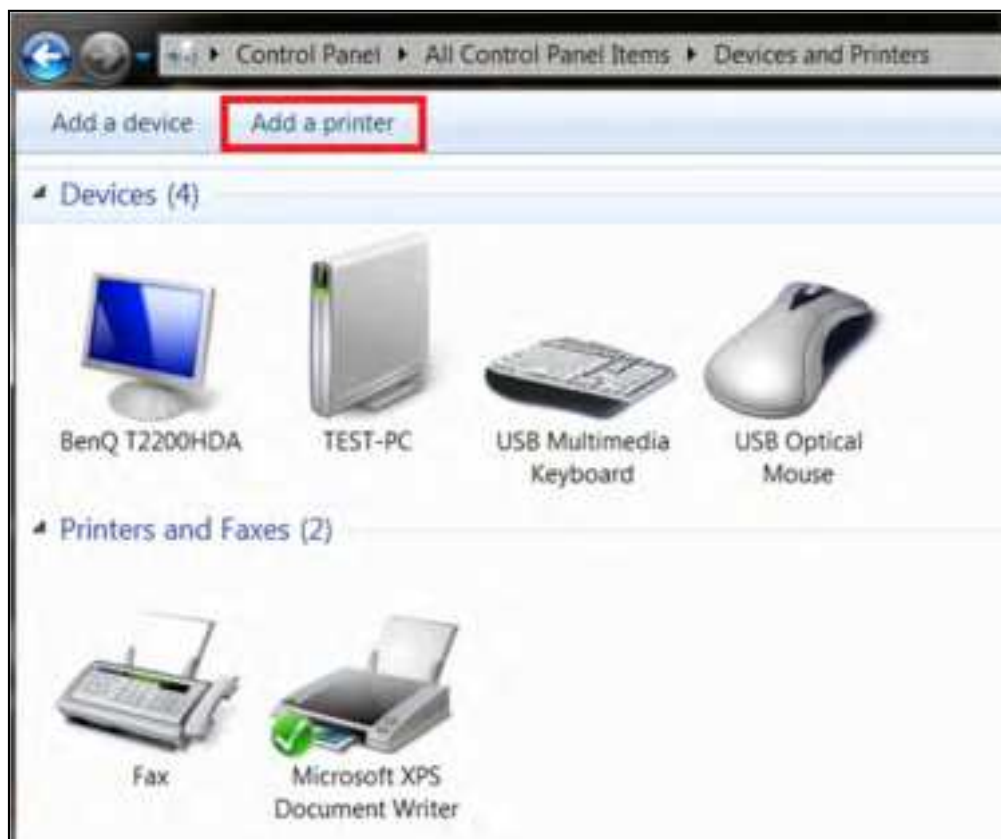 Control Panel ▸ All Control Panel Items ▸ Devices and Printers
Add a device Add a printer
Devices (4)
BenQ T2200HDA TEST-PC USB Multimedia Keyboard USB Optical Mouse
Printers and Faxes (2)
Fax Microsoft XPS Document Writer